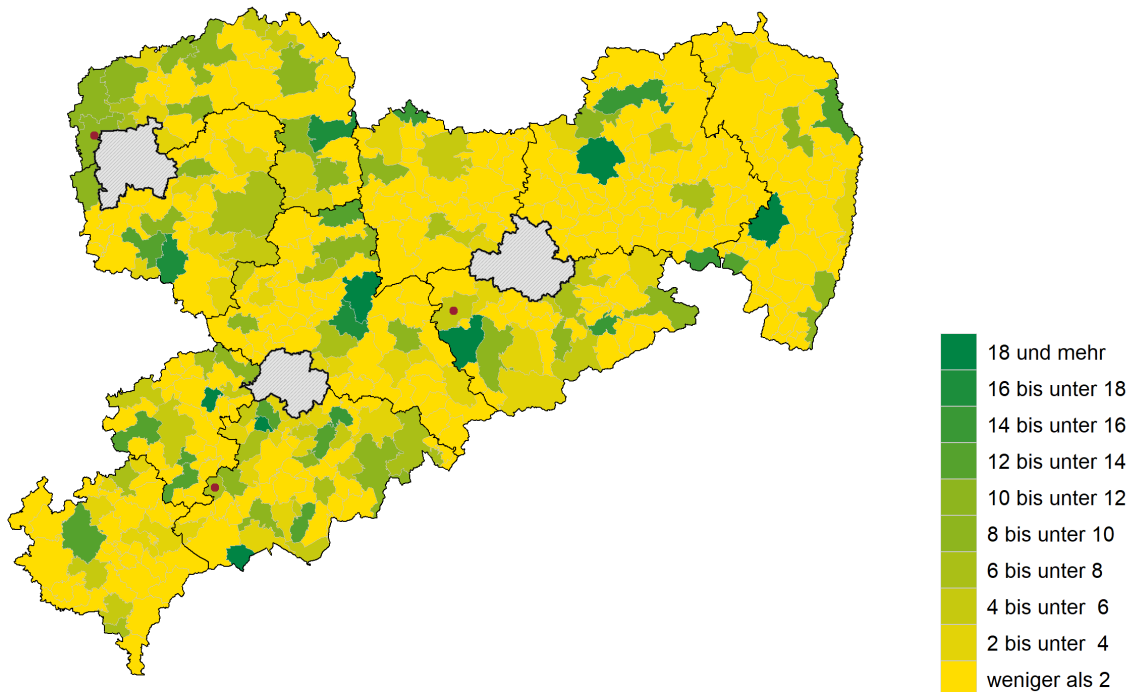 18 und mehr
16 bis unter 18
14 bis unter 16
12 bis unter 14
10 bis unter 12
8 bis unter 10
6 bis unter 8
4 bis unter 6
2 bis unter 4
weniger als 2